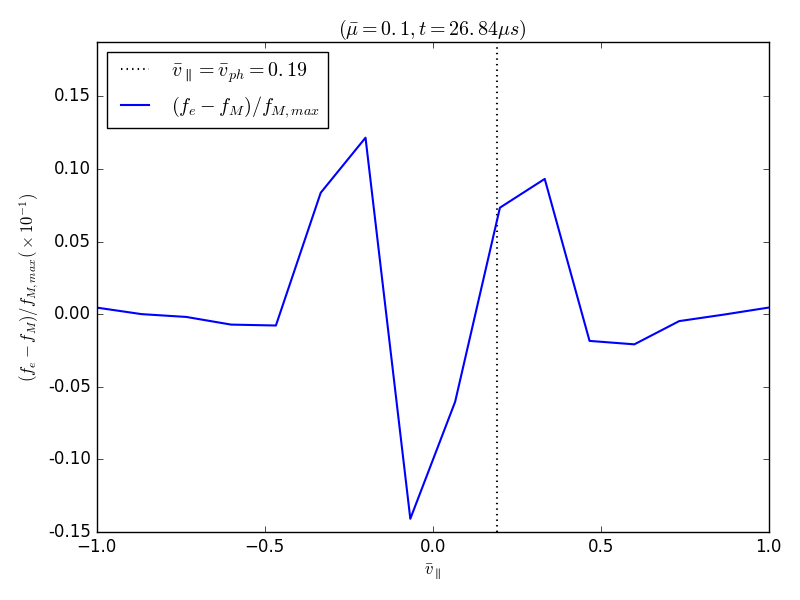 (μ̄ = 0.1, t = 26.84μs)
v̄∥ = v̄ph = 0.19
(fe − fM)/fM,max
(fe − fM)/fM,max(×10⁻¹)
0.15
0.10
0.05
0.00
-0.05
-0.10
-0.15
−1.0 −0.5 0.0 0.5 1.0
v̄∥